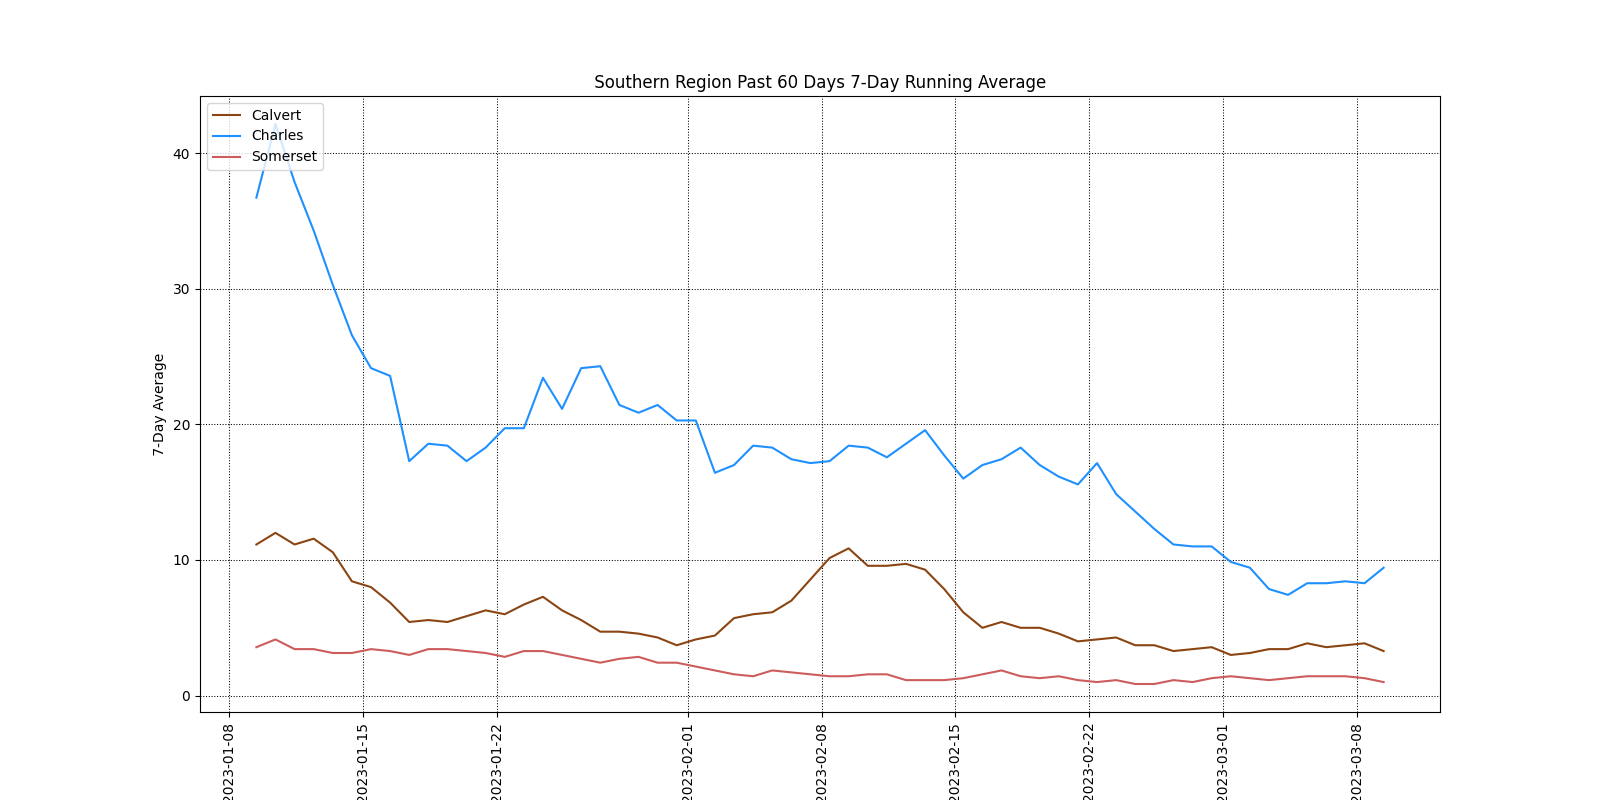 Southern Region Past 60 Days 7-Day Running Average
Calvert
Charles
Somerset
40
30
20
10
0
7-Day Average
2023-01-08
2023-01-15
2023-01-22
2023-02-01
2023-02-08
2023-02-15
2023-02-22
2023-03-01
2023-03-08